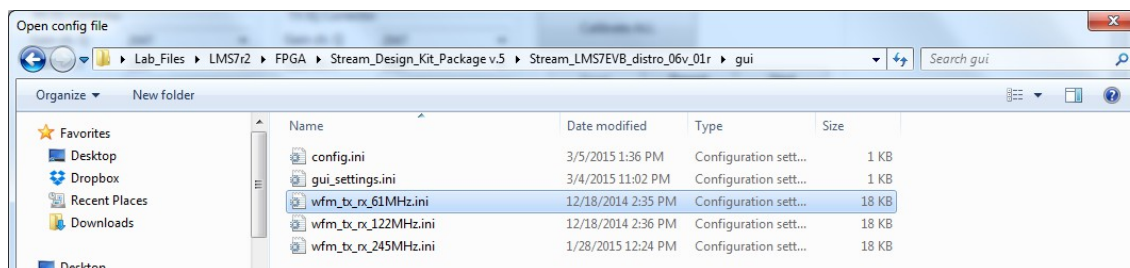 Open config file
Lab_Files ▸ LMS7r2 ▸ FPGA ▸ Stream_Design_Kit_Package v.5 ▸ Stream_LMS7EVB_distro_06v_01r ▸ gui
Search gui
Organize New folder
Favorites
Desktop
Dropbox
Recent Places
Downloads
Desktop
Name Date modified Type Size
config.ini 3/5/2015 1:36 PM Configuration sett... 1 KB
gui_settings.ini 3/4/2015 11:02 PM Configuration sett... 1 KB
wfm_tx_rx_61MHz.ini 12/18/2014 2:35 PM Configuration sett... 18 KB
wfm_tx_rx_122MHz.ini 12/18/2014 2:36 PM Configuration sett... 18 KB
wfm_tx_rx_245MHz.ini 1/28/2015 12:24 PM Configuration sett... 18 KB